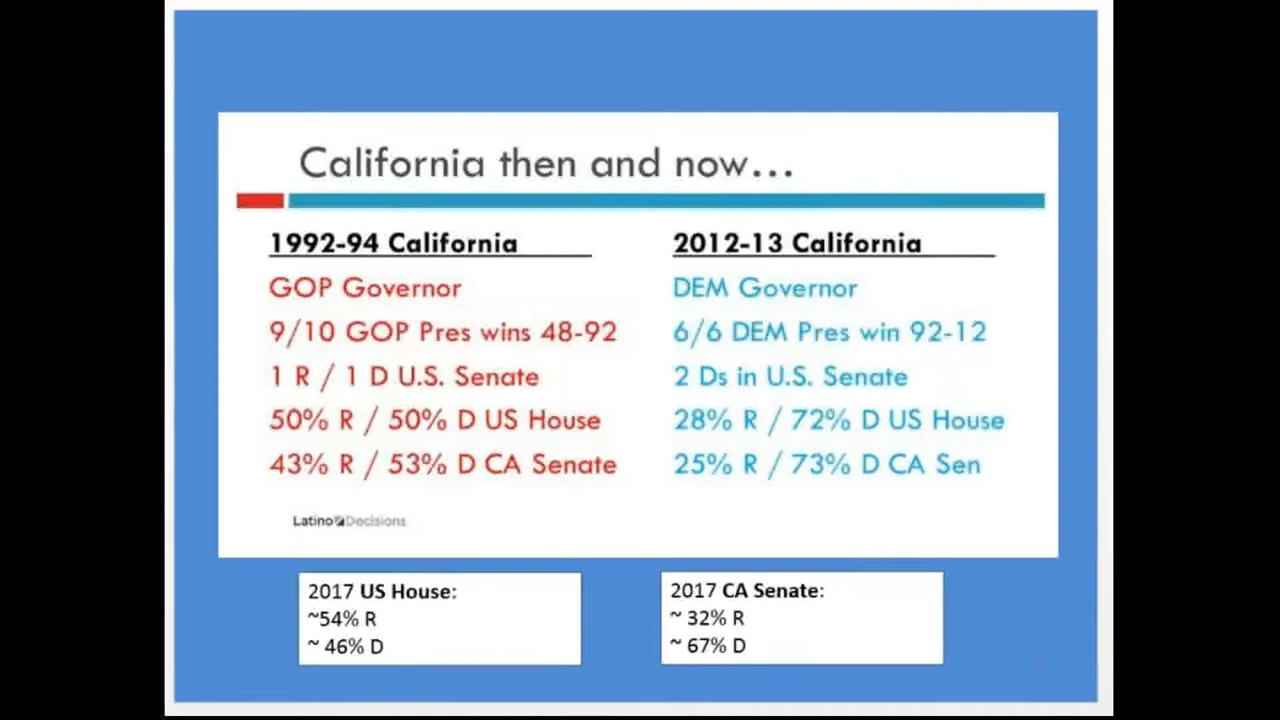 California then and now...
1992-94 California
GOP Governor
9/10 GOP Pres wins 48-92
1 R / 1 D U.S. Senate
50% R / 50% D US House
43% R / 53% D CA Senate
2012-13 California
DEM Governor
6/6 DEM Pres win 92-12
2 Ds in U.S. Senate
28% R / 72% D US House
25% R / 73% D CA Sen
Latino Decisions
2017 US House:
~54% R
~ 46% D
2017 CA Senate:
~ 32% R
~ 67% D